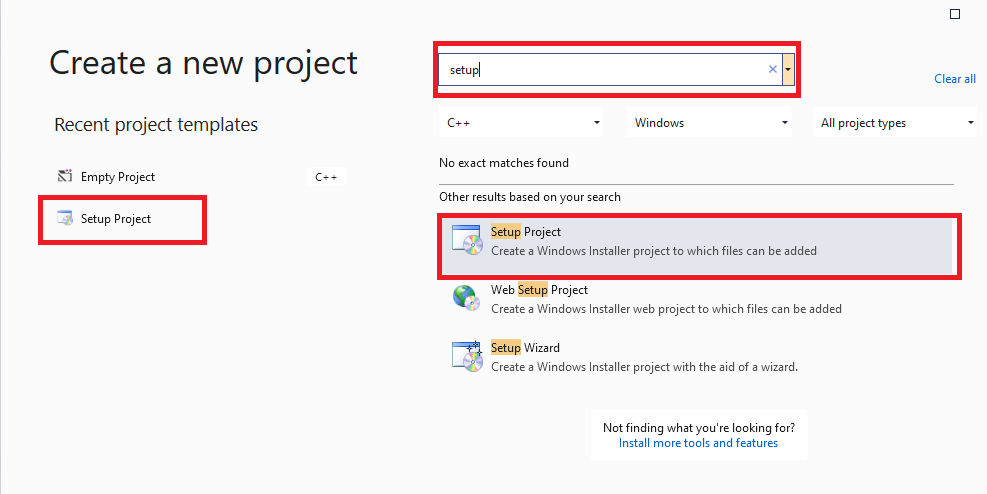 Create a new project
Recent project templates
Empty Project
C++
Setup Project
setup
Clear all
C++
Windows
All project types
No exact matches found
Other results based on your search
Setup Project
Create a Windows Installer project to which files can be added
Web Setup Project
Create a Windows Installer web project to which files can be added
Setup Wizard
Create a Windows Installer project with the aid of a wizard.
Not finding what you're looking for?
Install more tools and features